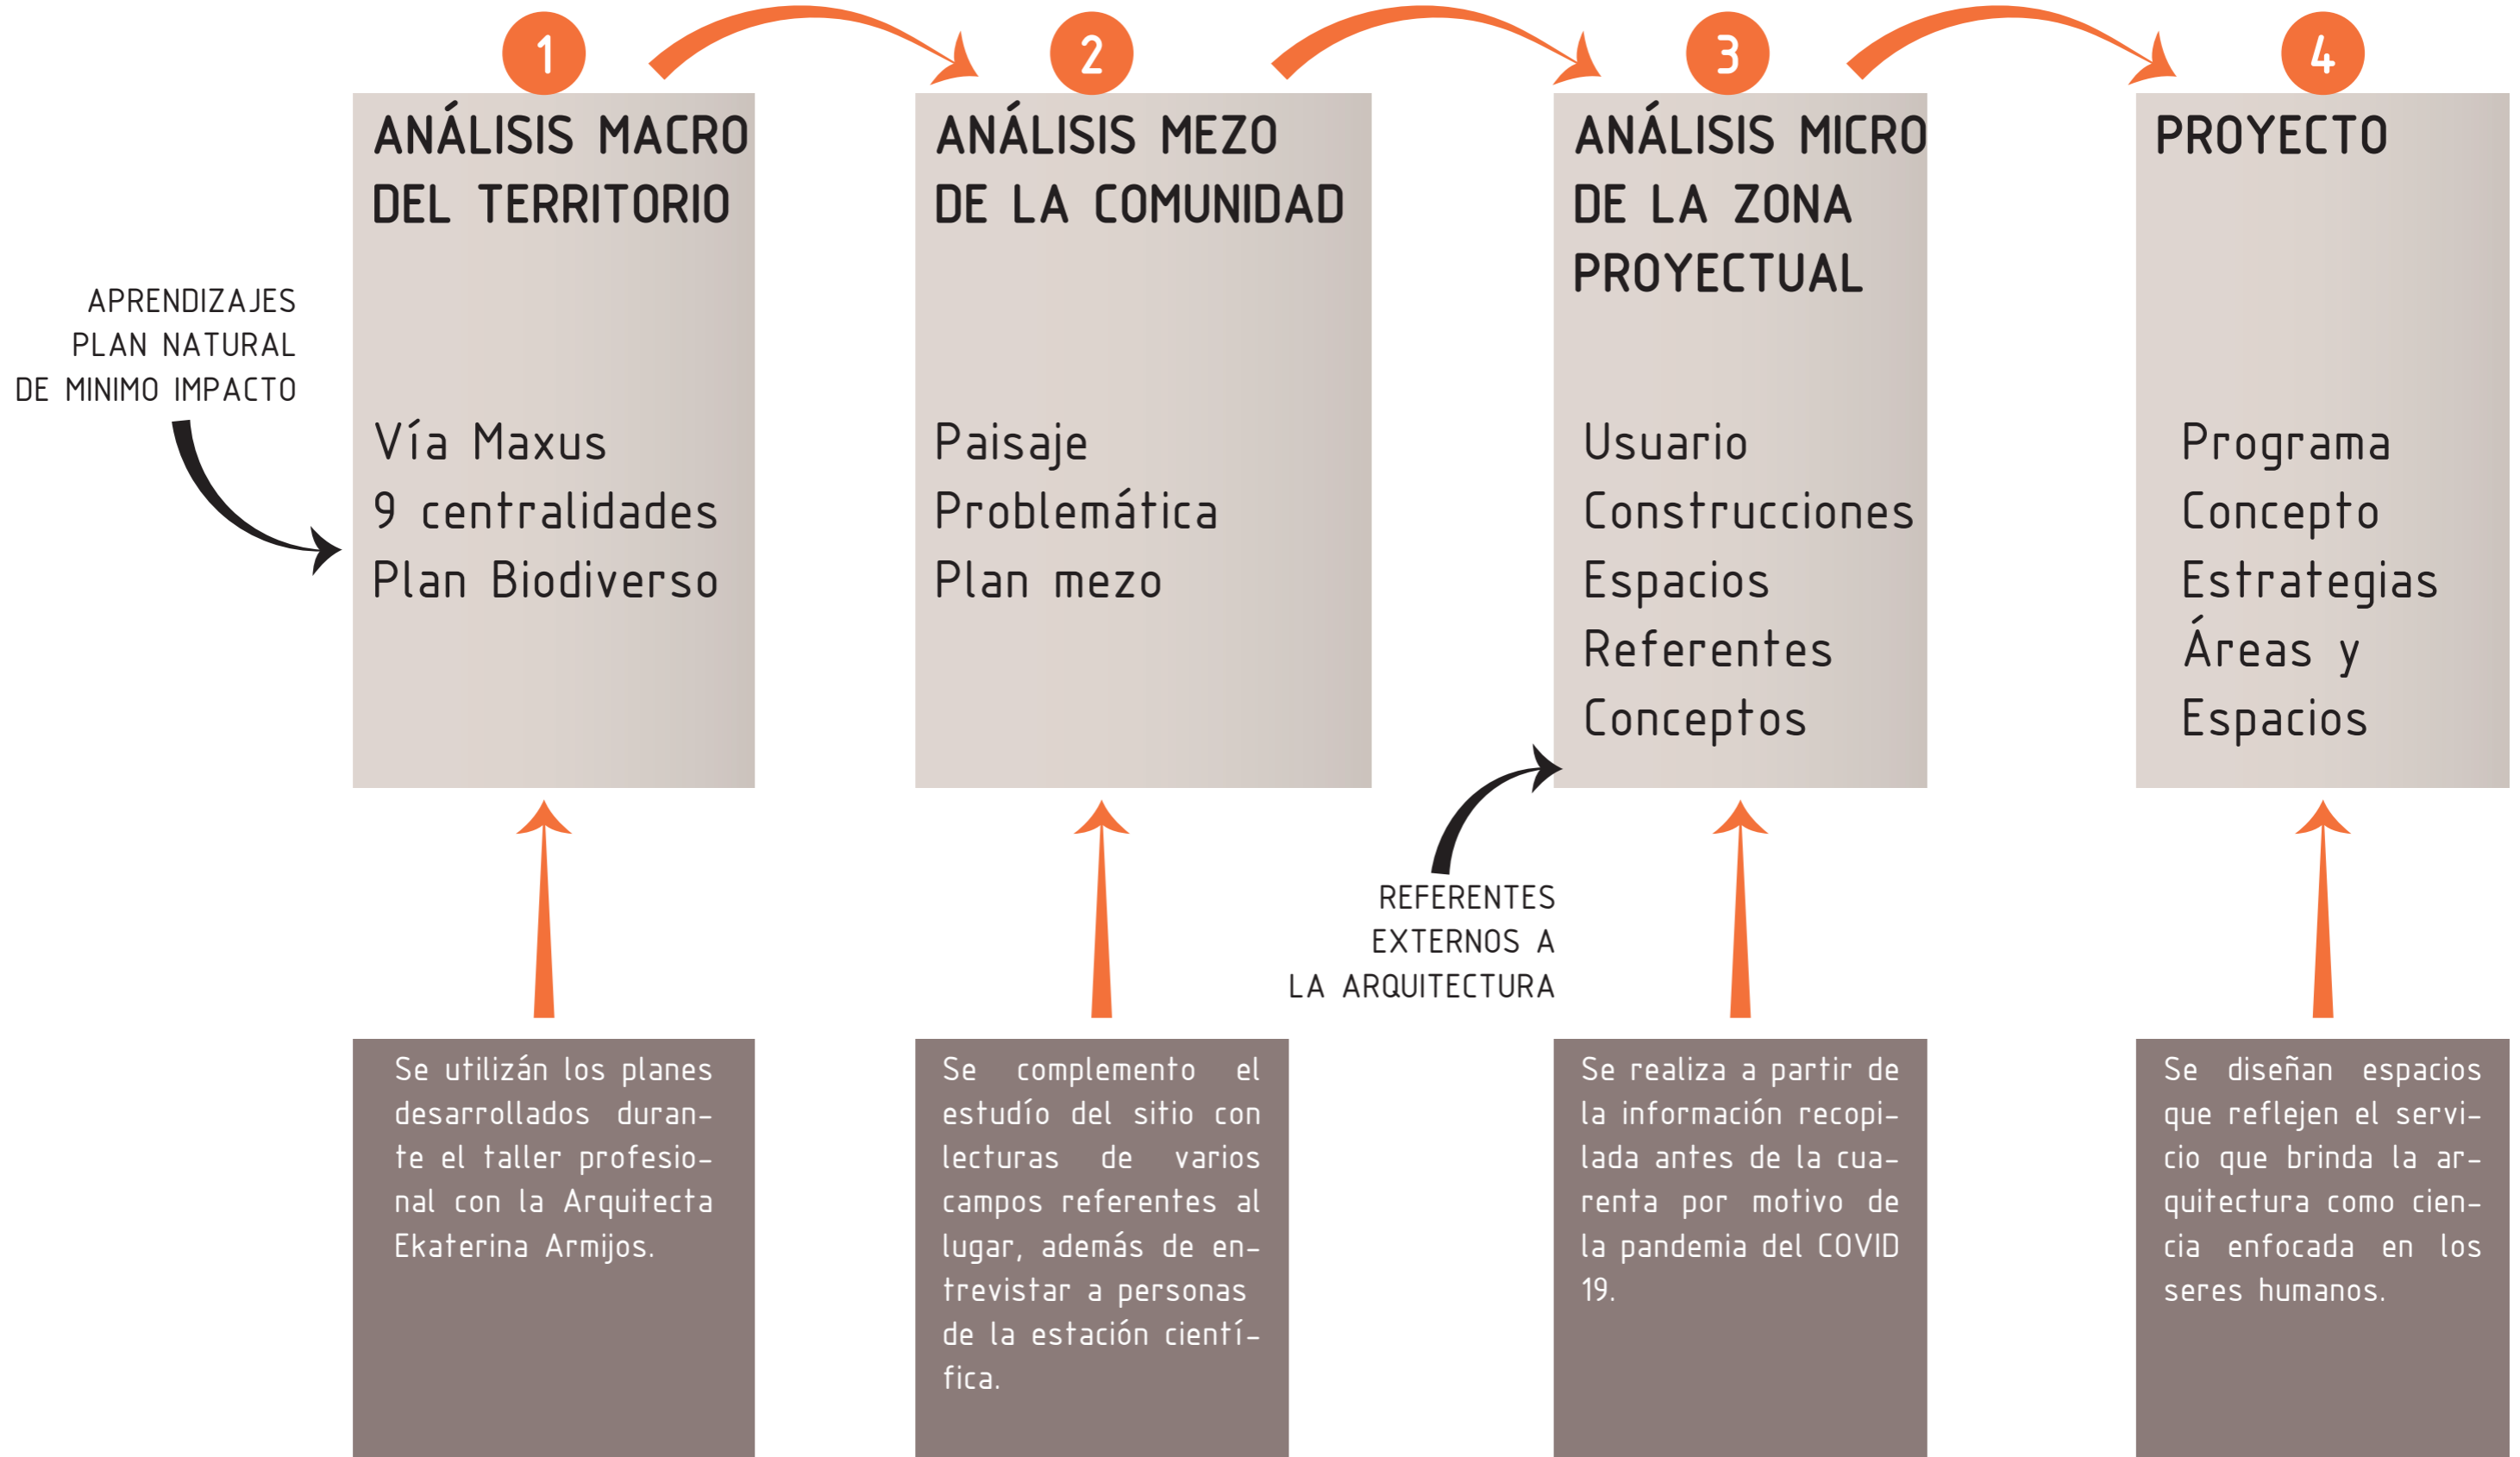 1
ANÁLISIS MACRO
DEL TERRITORIO
APRENDIZAJES
PLAN NATURAL
DE MINIMO IMPACTO
Vía Maxus
9 centralidades
Plan Biodiverso
Se utilizán los planes
desarrollados duran-
te el taller profesio-
nal con la Arquitecta
Ekaterina Armijos.
2
ANÁLISIS MEZO
DE LA COMUNIDAD
Paisaje
Problemática
Plan mezo
Se complemento el
estudío del sitio con
lecturas de varios
campos referentes al
lugar, además de en-
trevistar a personas
de la estación cientí-
fica.
3
ANÁLISIS MICRO
DE LA ZONA
PROYECTUAL
Usuario
Construcciones
Espacios
Referentes
Conceptos
REFERENTES
EXTERNOS A
LA ARQUITECTURA
Se realiza a partir de
la información recopi-
lada antes de la cua-
renta por motivo de
la pandemia del COVID
19.
4
PROYECTO
Programa
Concepto
Estrategias
Áreas y
Espacios
Se diseñan espacios
que reflejen el servi-
cio que brinda la ar-
quitectura como cien-
cia enfocada en los
seres humanos.